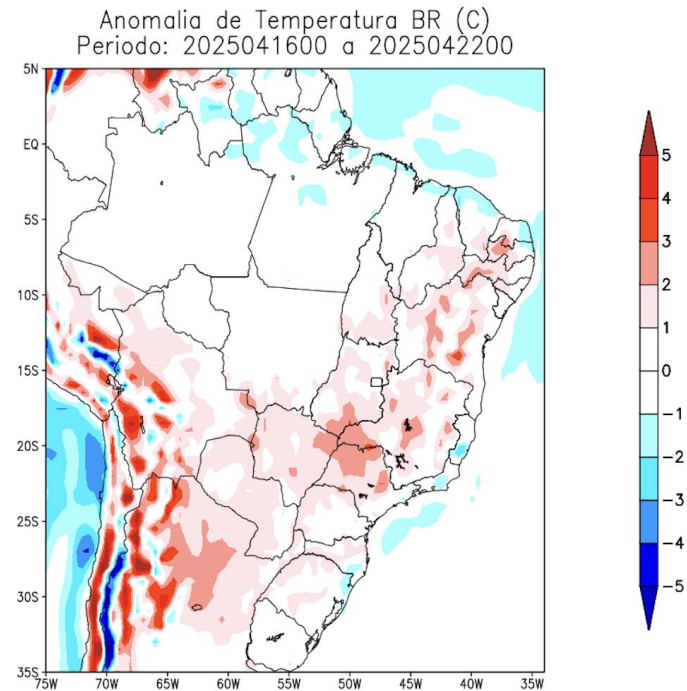 Anomalia de Temperatura BR (C)
Periodo: 2025041600 a 2025042200
5N
EQ
5S
10S
15S
20S
25S
30S
35S
75W 70W 65W 60W 55W 50W 45W 40W 35W
5
4
3
2
1
0
-1
-2
-3
-4
-5